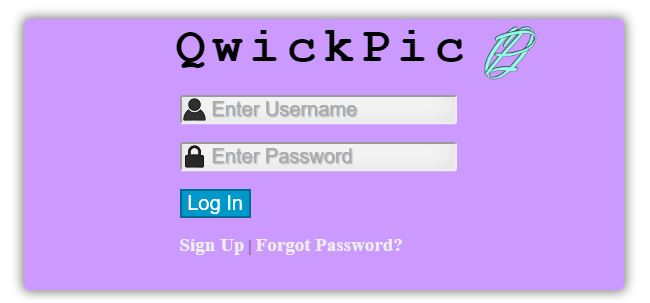 QwickPic
Enter Username
Enter Password
Log In
Sign Up | Forgot Password?